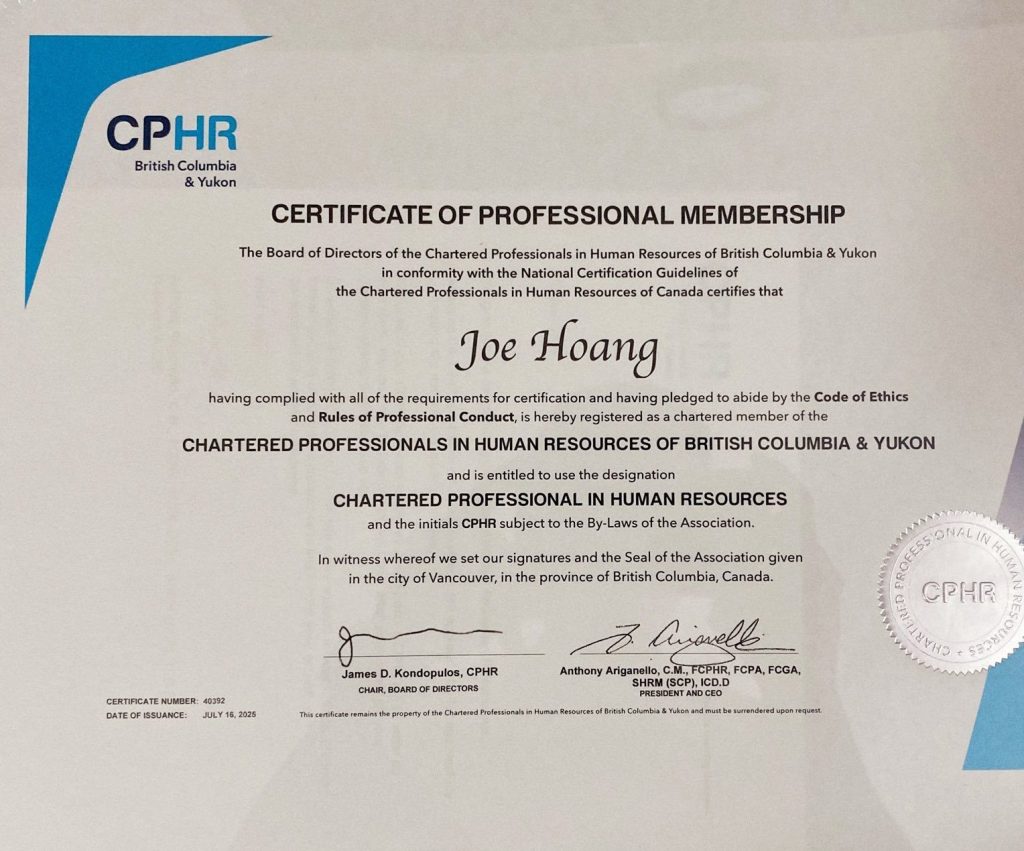 CPHR
British Columbia
& Yukon
CERTIFICATE OF PROFESSIONAL MEMBERSHIP
The Board of Directors of the Chartered Professionals in Human Resources of British Columbia & Yukon
in conformity with the National Certification Guidelines of
the Chartered Professionals in Human Resources of Canada certifies that
Joe Hoang
having complied with all of the requirements for certification and having pledged to abide by the Code of Ethics
and Rules of Professional Conduct, is hereby registered as a chartered member of the
CHARTERED PROFESSIONALS IN HUMAN RESOURCES OF BRITISH COLUMBIA & YUKON
and is entitled to use the designation
CHARTERED PROFESSIONAL IN HUMAN RESOURCES
and the initials CPHR subject to the By-Laws of the Association.
In witness whereof we set our signatures and the Seal of the Association given
in the city of Vancouver, in the province of British Columbia, Canada.
CHARTERED PROFESSIONAL IN HUMAN RESOURCES
CPHR
James D. Kondopulos, CPHR
CHAIR, BOARD OF DIRECTORS
Anthony Ariganello, C.M., FCPHR, FCPA, FCGA,
SHRM (SCP), ICD.D
PRESIDENT AND CEO
CERTIFICATE NUMBER: 40392
DATE OF ISSUANCE: JULY 16, 2025
This certificate remains the property of the Chartered Professionals in Human Resources of British Columbia & Yukon and must be surrendered upon request.